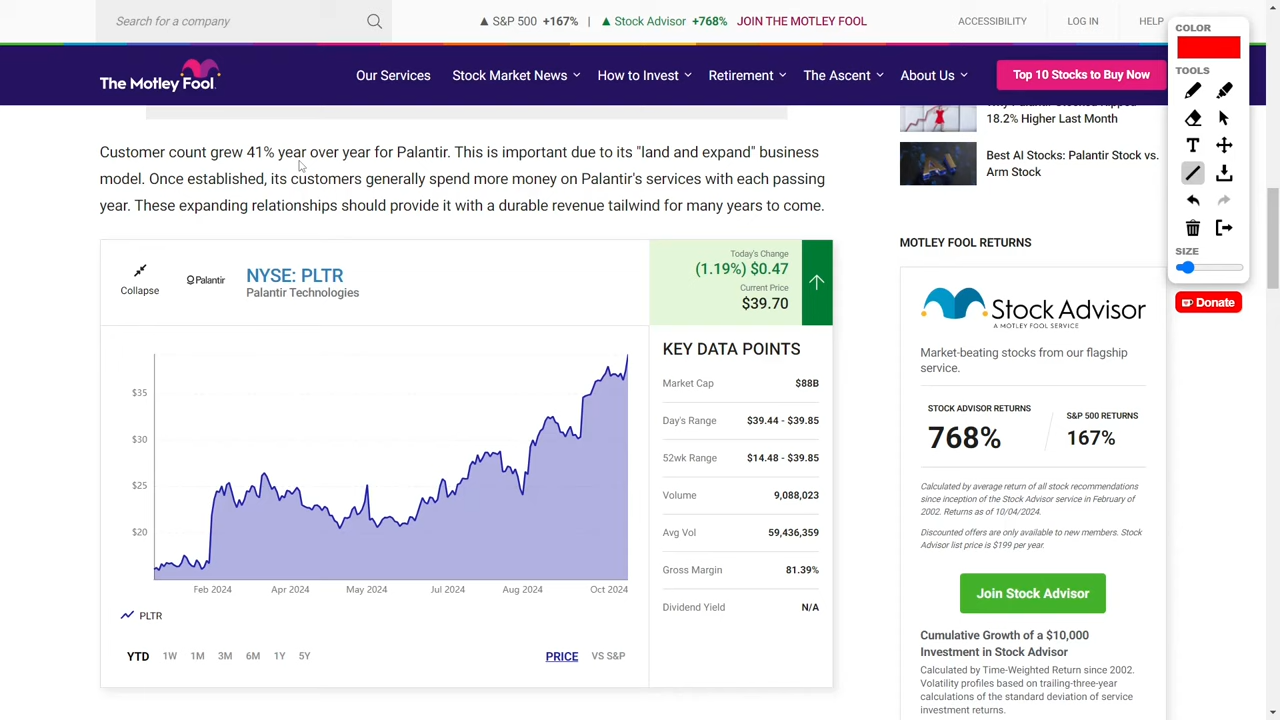 Search for a company
S&P 500 +167% | Stock Advisor +768% JOIN THE MOTLEY FOOL
ACCESSIBILITY
LOG IN
HELP
The Motley Fool
Our Services
Stock Market News
How to Invest
Retirement
The Ascent
About Us
Top 10 Stocks to Buy Now
COLOR
TOOLS
T
SIZE
Donate
Customer count grew 41% year over year for Palantir. This is important due to its "land and expand" business
model. Once established, its customers generally spend more money on Palantir's services with each passing
year. These expanding relationships should provide it with a durable revenue tailwind for many years to come.
Collapse
Palantir
NYSE: PLTR
Palantir Technologies
Today's Change
(1.19%) $0.47
Current Price
$39.70
$35
$30
$25
$20
Feb 2024
Apr 2024
May 2024
Jul 2024
Aug 2024
Oct 2024
PLTR
YTD 1W 1M 3M 6M 1Y 5Y
PRICE VS S&P
KEY DATA POINTS
Market Cap $88B
Day's Range $39.44 - $39.85
52wk Range $14.48 - $39.85
Volume 9,088,023
Avg Vol 59,436,359
Gross Margin 81.39%
Dividend Yield N/A
18.2% Higher Last Month
Best AI Stocks: Palantir Stock vs.
Arm Stock
MOTLEY FOOL RETURNS
Stock Advisor
A MOTLEY FOOL SERVICE
Market-beating stocks from our flagship
service.
STOCK ADVISOR RETURNS
768%
S&P 500 RETURNS
167%
Calculated by average return of all stock recommendations
since inception of the Stock Advisor service in February of
2002. Returns as of 10/04/2024.
Discounted offers are only available to new members. Stock
Advisor list price is $199 per year.
Join Stock Advisor
Cumulative Growth of a $10,000
Investment in Stock Advisor
Calculated by Time-Weighted Return since 2002.
Volatility profiles based on trailing-three-year
calculations of the standard deviation of service
investment returns.